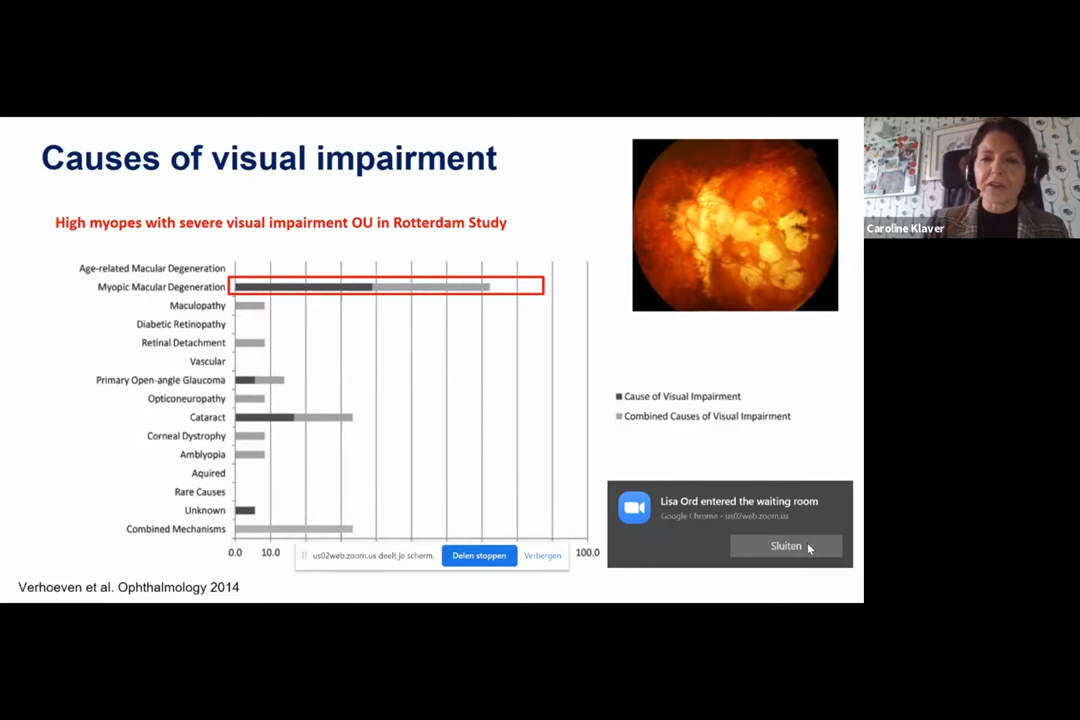 Causes of visual impairment
High myopes with severe visual impairment OU in Rotterdam Study
Age-related Macular Degeneration
Myopic Macular Degeneration
Maculopathy
Diabetic Retinopathy
Retinal Detachment
Vascular
Primary Open-angle Glaucoma
Opticoneuropathy
Cataract
Corneal Dystrophy
Amblyopia
Aquired
Rare Causes
Unknown
Combined Mechanisms
0.0 10.0 100.0
Cause of Visual Impairment
Combined Causes of Visual Impairment
Caroline Klaver
Lisa Ord entered the waiting room
Google Chrome • us02web.zoom.us
Sluiten
us02web.zoom.us deelt je scherm.
Delen stoppen
Verbergen
Verhoeven et al. Ophthalmology 2014